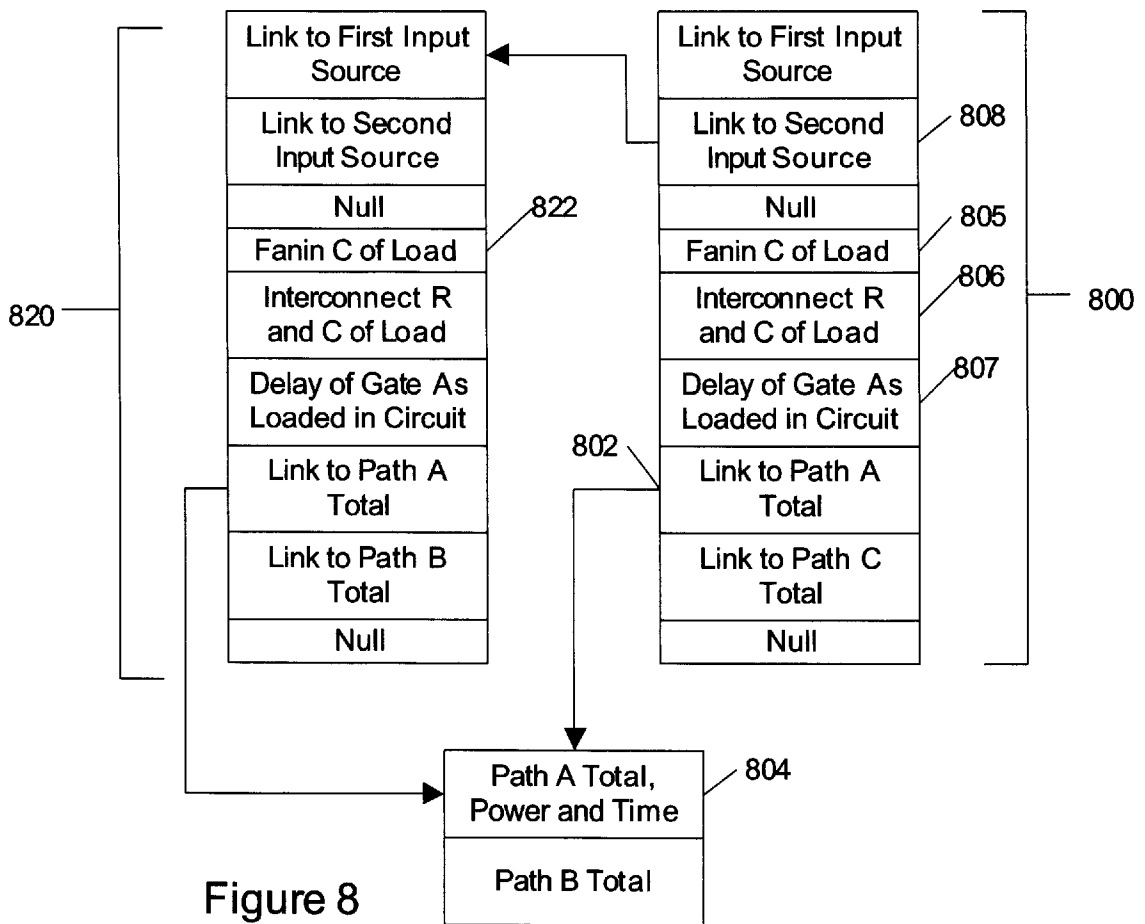 820
Link to First Input
Source
Link to Second
Input Source
Null
822
Fanin C of Load
Interconnect R
and C of Load
Delay of Gate As
Loaded in Circuit
Link to Path A
Total
Link to Path B
Total
Null
Link to First Input
Source
Link to Second
Input Source
808
Null
805
Fanin C of Load
806
Interconnect R
and C of Load
807
Delay of Gate As
Loaded in Circuit
802
Link to Path A
Total
Link to Path C
Total
Null
800
Path A Total,
Power and Time
804
Path B Total
Figure 8